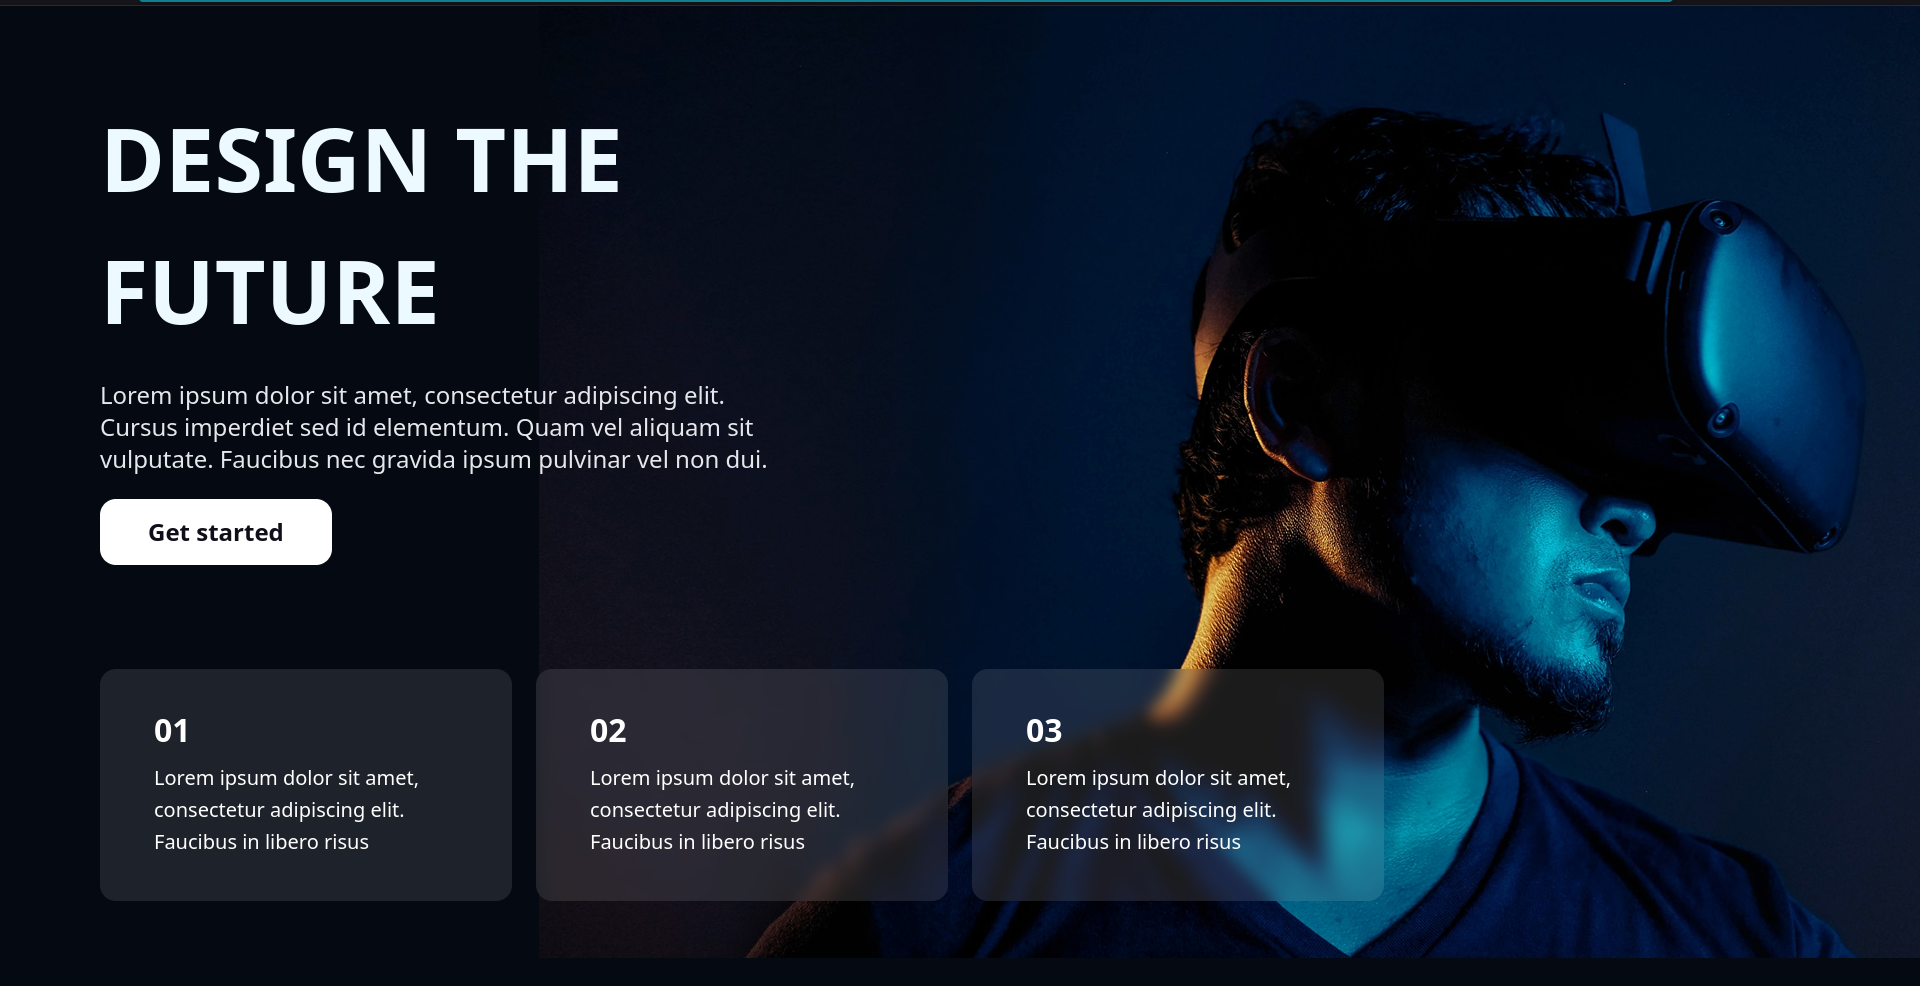 DESIGN THE
FUTURE
Lorem ipsum dolor sit amet, consectetur adipiscing elit.
Cursus imperdiet sed id elementum. Quam vel aliquam sit
vulputate. Faucibus nec gravida ipsum pulvinar vel non dui.
Get started
01
Lorem ipsum dolor sit amet,
consectetur adipiscing elit.
Faucibus in libero risus
02
Lorem ipsum dolor sit amet,
consectetur adipiscing elit.
Faucibus in libero risus
03
Lorem ipsum dolor sit amet,
consectetur adipiscing elit.
Faucibus in libero risus